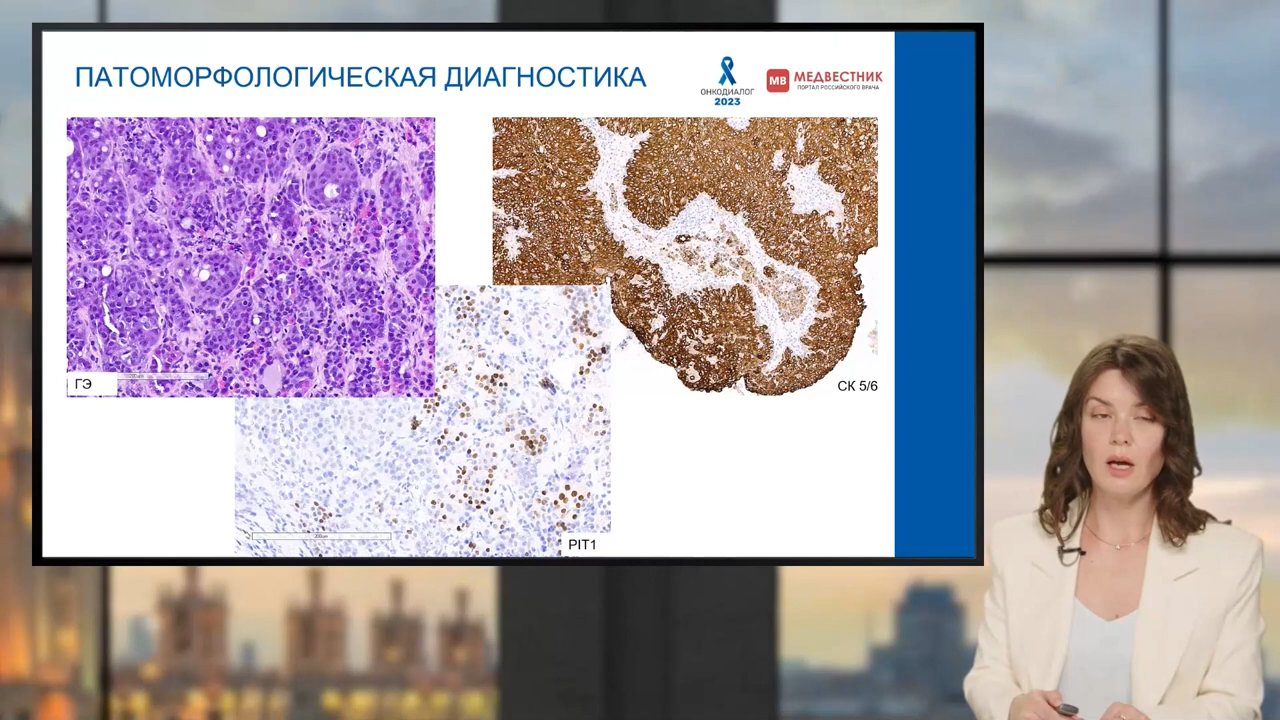 ПАТОМОРФОЛОГИЧЕСКАЯ ДИАГНОСТИКА
ОНКОДИАЛОГ
2023
МВ
МЕДВЕСТНИК
ПОРТАЛ РОССИЙСКОГО ВРАЧА
ГЭ
СК 5/6
PIT1